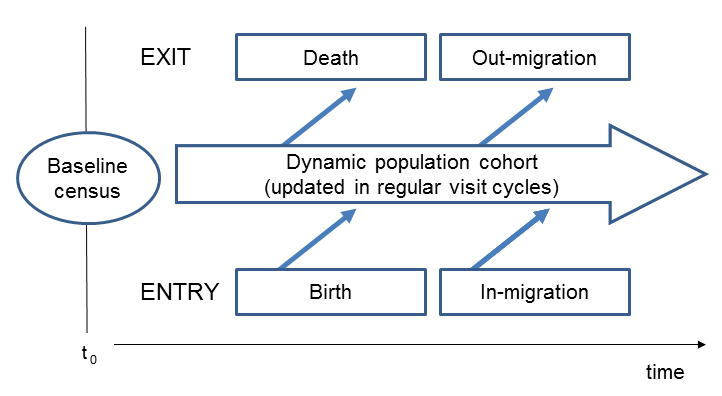 EXIT
Death
Out-migration
Baseline
census
Dynamic population cohort
(updated in regular visit cycles)
ENTRY
Birth
In-migration
t0
time